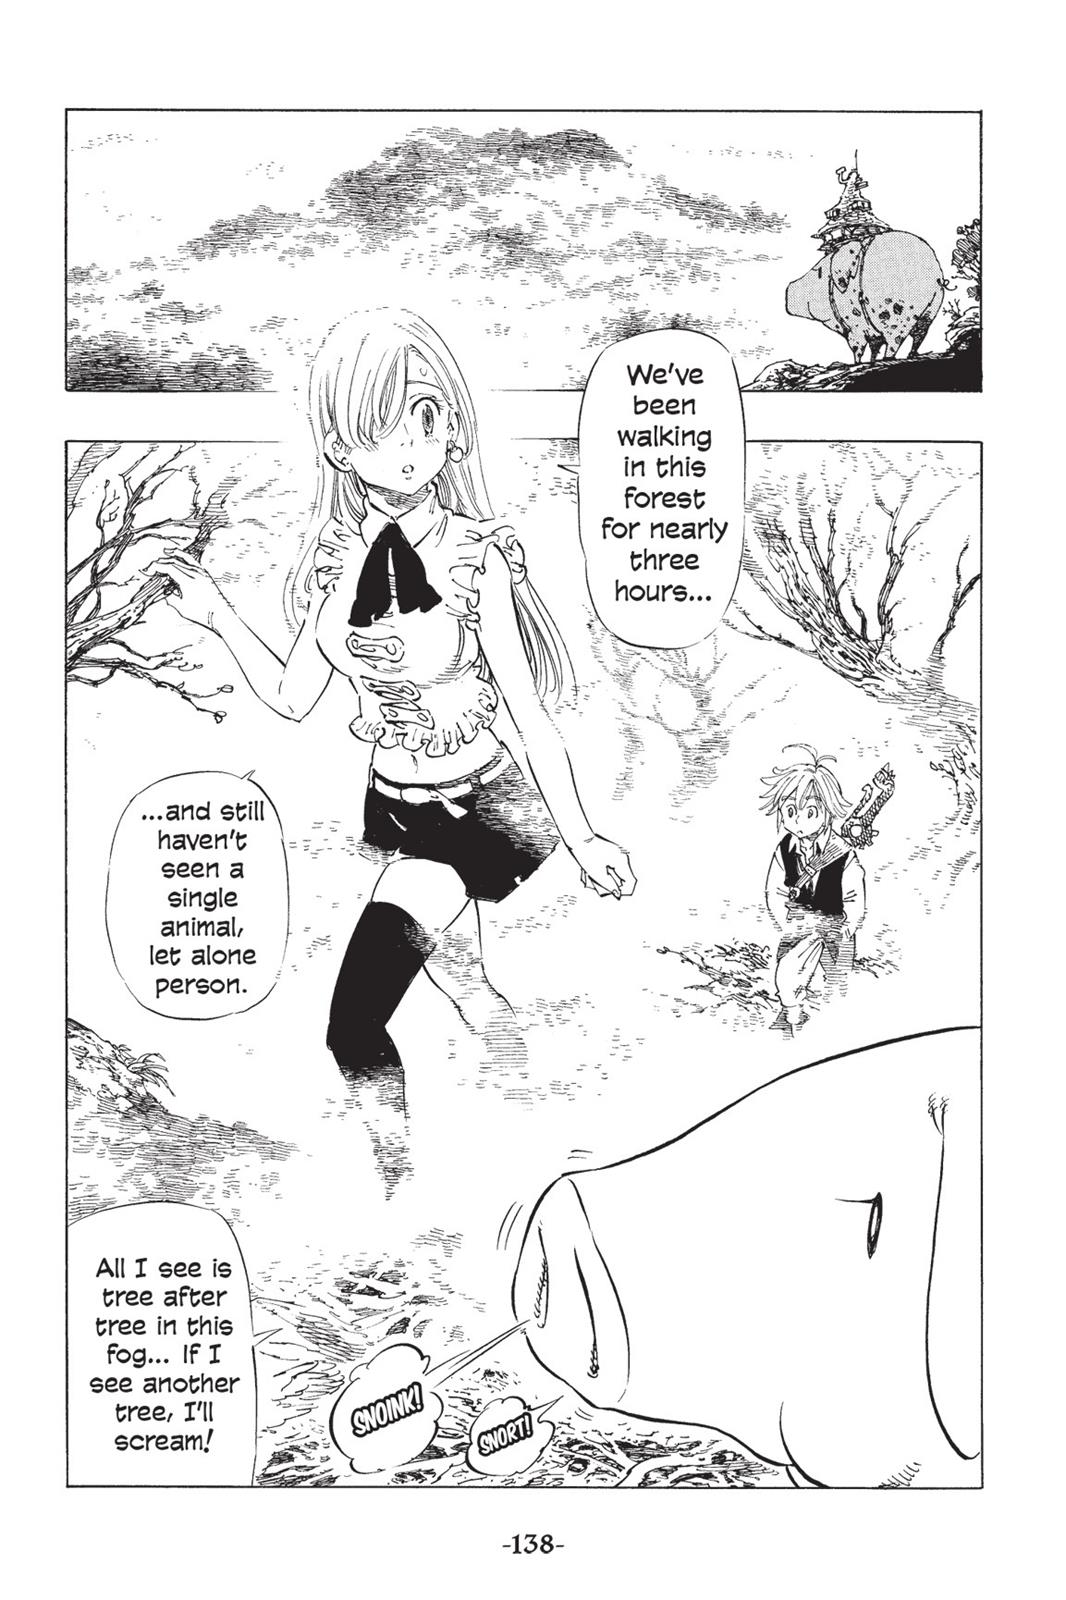 We've
been
walking
in this
forest
for nearly
three
hours...
...and still
haven't
seen a
single
animal,
let alone
person.
All I see is
tree after
tree in this
fog... If I
see another
tree, I'll
scream!
SNOINK!
SNORT!
-138-